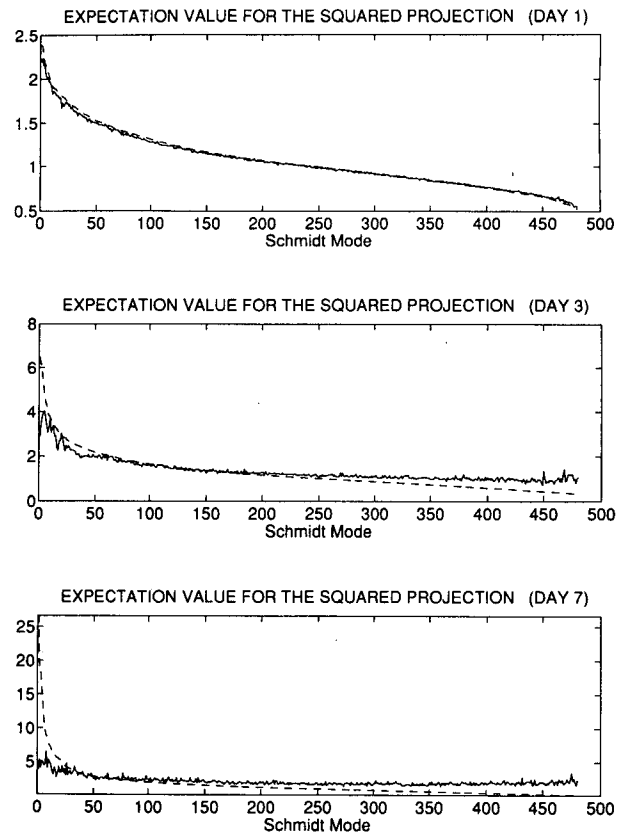 EXPECTATION VALUE FOR THE SQUARED PROJECTION (DAY 1)
2.5
2
1.5
1
0.5
0 50 100 150 200 250 300 350 400 450 500
Schmidt Mode
EXPECTATION VALUE FOR THE SQUARED PROJECTION (DAY 3)
8
6
4
2
0
0 50 100 150 200 250 300 350 400 450 500
Schmidt Mode
EXPECTATION VALUE FOR THE SQUARED PROJECTION (DAY 7)
25
20
15
10
5
0 50 100 150 200 250 300 350 400 450 500
Schmidt Mode